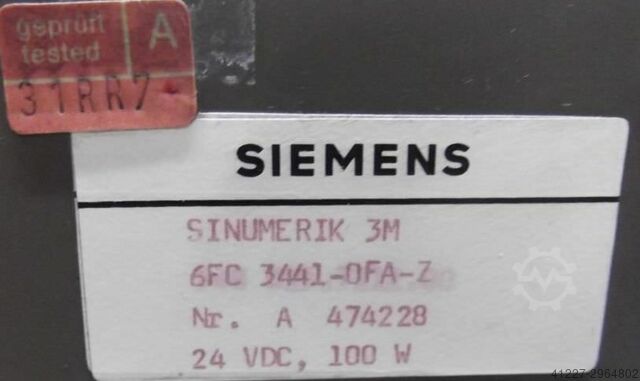 geprüft
tested
A
31RR7
SIEMENS
SINUMERIK 3M
6FC 3441-0FA-Z
Nr. A 474228
24 VDC, 100 W
41227-2964802